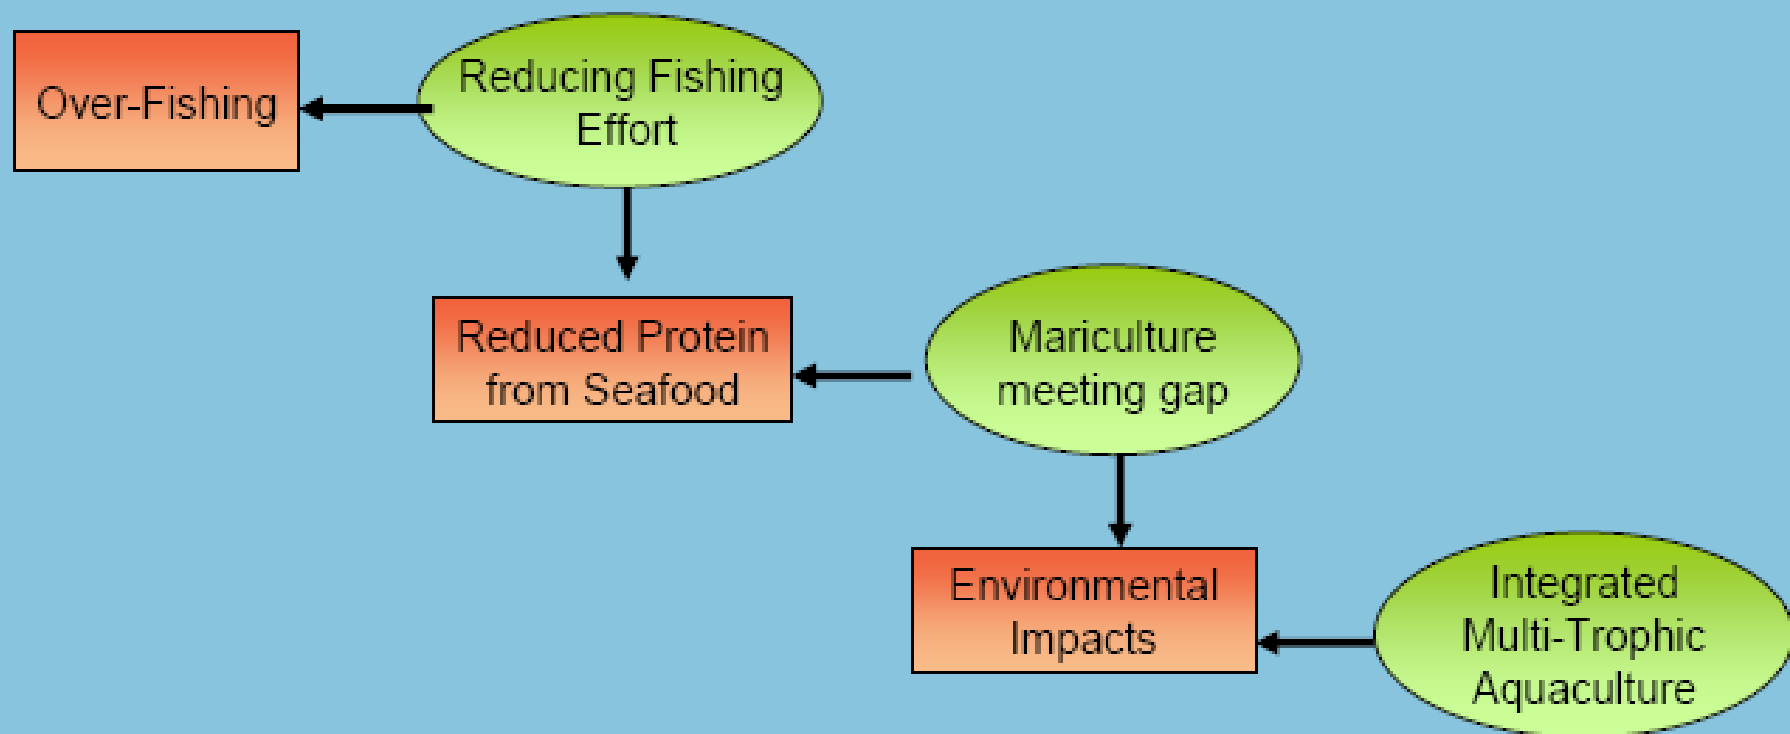 Over-Fishing
Reducing Fishing
Effort
Reduced Protein
from Seafood
Mariculture
meeting gap
Environmental
Impacts
Integrated
Multi-Trophic
Aquaculture